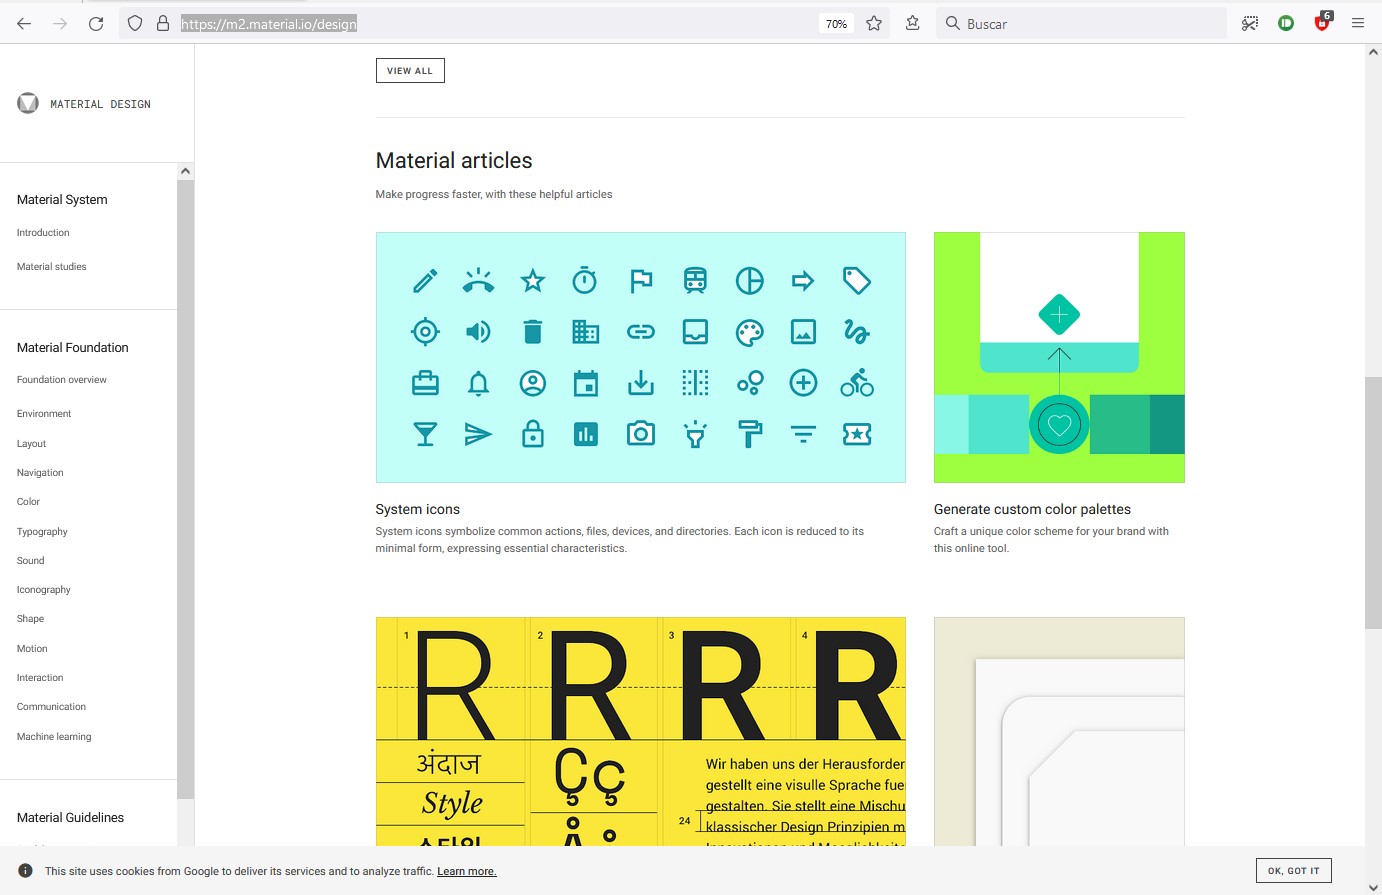 https://m2.material.io/design
70%
Buscar
6
MATERIAL DESIGN
Material System
Introduction
Material studies
Material Foundation
Foundation overview
Environment
Layout
Navigation
Color
Typography
Sound
Iconography
Shape
Motion
Interaction
Communication
Machine learning
Material Guidelines
VIEW ALL
Material articles
Make progress faster, with these helpful articles
System icons
System icons symbolize common actions, files, devices, and directories. Each icon is reduced to its
minimal form, expressing essential characteristics.
Generate custom color palettes
Craft a unique color scheme for your brand with
this online tool.
1 R 2 R 3 R 4 R
अंदाज
Style
Çç
Wir haben uns der Herausforder
gestellt eine visulle Sprache fue
gestalten. Sie stellt eine Mischu
24 klassischer Design Prinzipien m
This site uses cookies from Google to deliver its services and to analyze traffic. Learn more.
OK, GOT IT